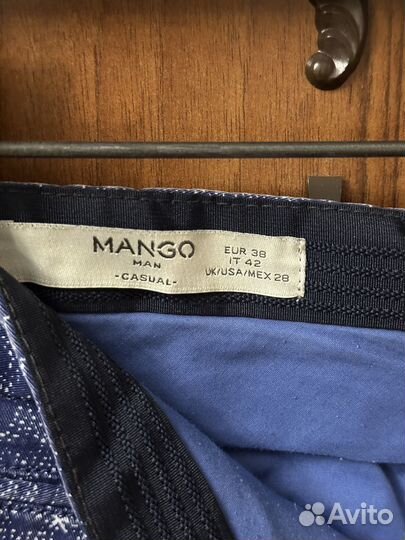 MANGO
MAN
-CASUAL-
EUR 38
IT 42
UK/USA/MEX 28
Avito